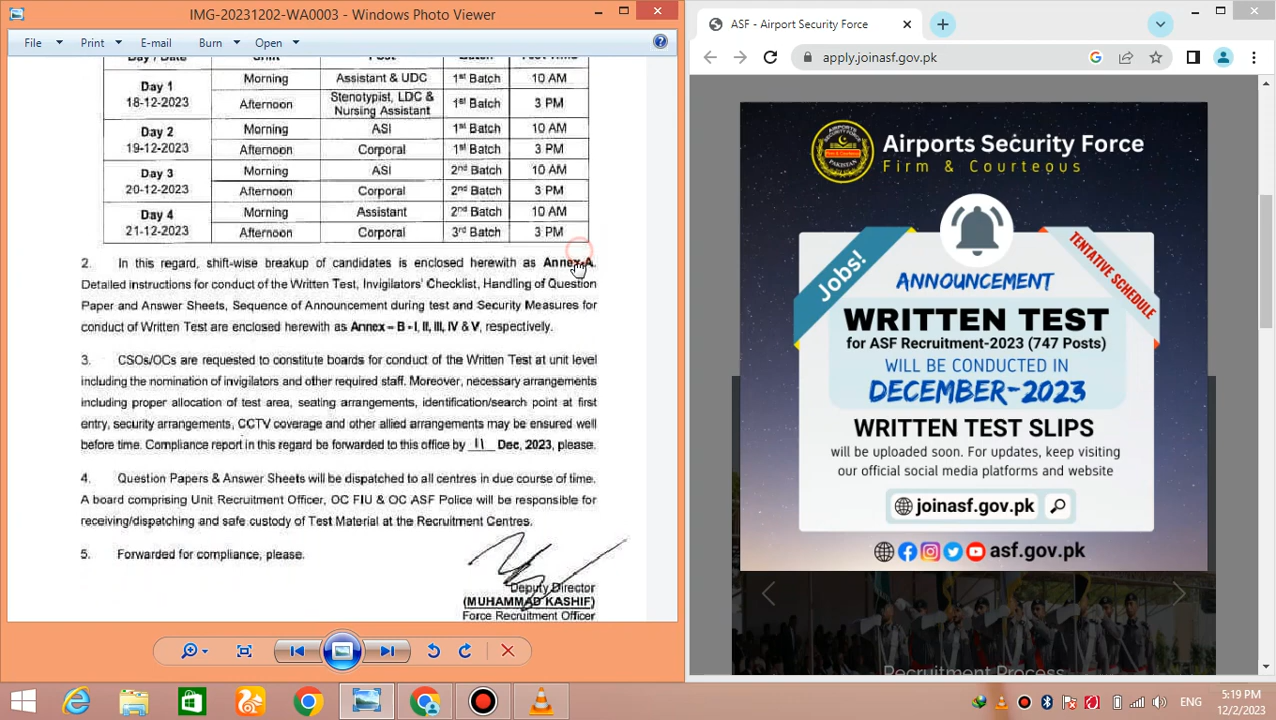 IMG-20231202-WA0003 - Windows Photo Viewer
File Print E-mail Burn Open
Day / Date Shift Post Batch Test Time
Day 1
18-12-2023
Morning Assistant & UDC 1st Batch 10 AM
Afternoon Stenotypist, LDC & Nursing Assistant 1st Batch 3 PM
Day 2
19-12-2023
Morning ASI 1st Batch 10 AM
Afternoon Corporal 1st Batch 3 PM
Day 3
20-12-2023
Morning ASI 2nd Batch 10 AM
Afternoon Corporal 2nd Batch 3 PM
Day 4
21-12-2023
Morning Assistant 2nd Batch 10 AM
Afternoon Corporal 3rd Batch 3 PM
2. In this regard, shift-wise breakup of candidates is enclosed herewith as Annex-A.
Detailed instructions for conduct of the Written Test, Invigilators' Checklist, Handling of Question
Paper and Answer Sheets, Sequence of Announcement during test and Security Measures for
conduct of Written Test are enclosed herewith as Annex – B - I, II, III, IV & V, respectively.
3. CSOs/OCs are requested to constitute boards for conduct of the Written Test at unit level
including the nomination of invigilators and other required staff. Moreover, necessary arrangements
including proper allocation of test area, seating arrangements, identification/search point at first
entry, security arrangements, CCTV coverage and other allied arrangements may be ensured well
before time. Compliance report in this regard be forwarded to this office by 11 Dec, 2023, please.
4. Question Papers & Answer Sheets will be dispatched to all centres in due course of time.
A board comprising Unit Recruitment Officer, OC FIU & OC ASF Police will be responsible for
receiving/dispatching and safe custody of Test Material at the Recruitment Centres.
5. Forwarded for compliance, please.
Deputy Director
(MUHAMMAD KASHIF)
Force Recruitment Officer
ASF - Airport Security Force
apply.joinasf.gov.pk
Airports Security Force
Firm & Courteous
Jobs!
TENTATIVE SCHEDULE
ANNOUNCEMENT
WRITTEN TEST
for ASF Recruitment-2023 (747 Posts)
WILL BE CONDUCTED IN
DECEMBER-2023
WRITTEN TEST SLIPS
will be uploaded soon. For updates, keep visiting
our official social media platforms and website
joinasf.gov.pk
asf.gov.pk
Recruitment Process
ENG
5:19 PM
12/2/2023